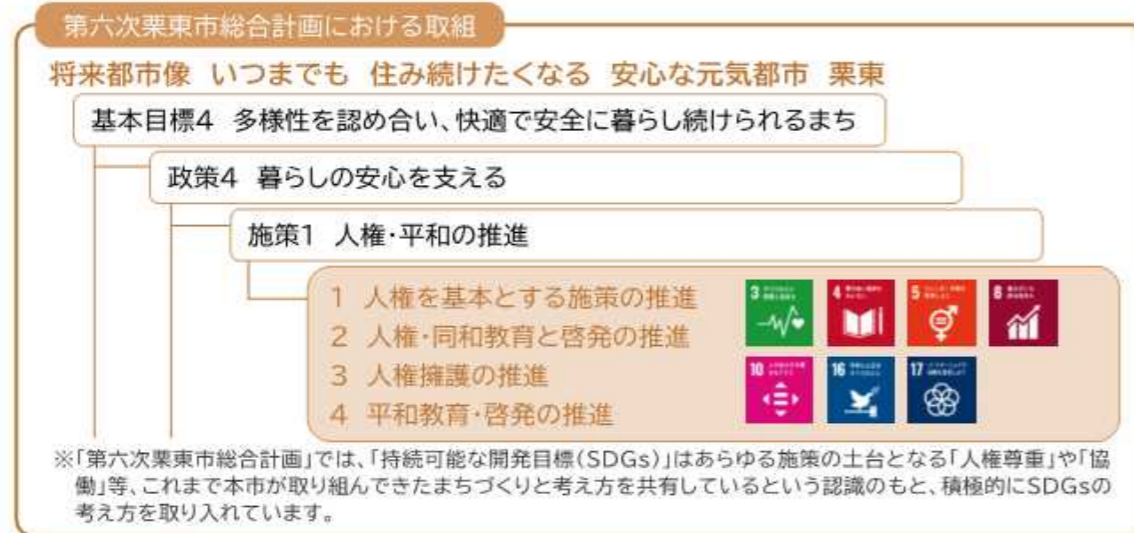 第六次栗東市総合計画における取組
将来都市像 いつまでも 住み続けたくなる 安心な元気都市 栗東
基本目標4 多様性を認め合い、快適で安全に暮らし続けられるまち
政策4 暮らしの安心を支える
施策1 人権・平和の推進
1 人権を基本とする施策の推進
2 人権・同和教育と啓発の推進
3 人権擁護の推進
4 平和教育・啓発の推進
3
4
5
8
10
16
17
※「第六次栗東市総合計画」では、「持続可能な開発目標(SDGs)」はあらゆる施策の土台となる「人権尊重」や「協
働」等、これまで本市が取り組んできたまちづくりと考え方を共有しているという認識のもと、積極的にSDGsの
考え方を取り入れています。